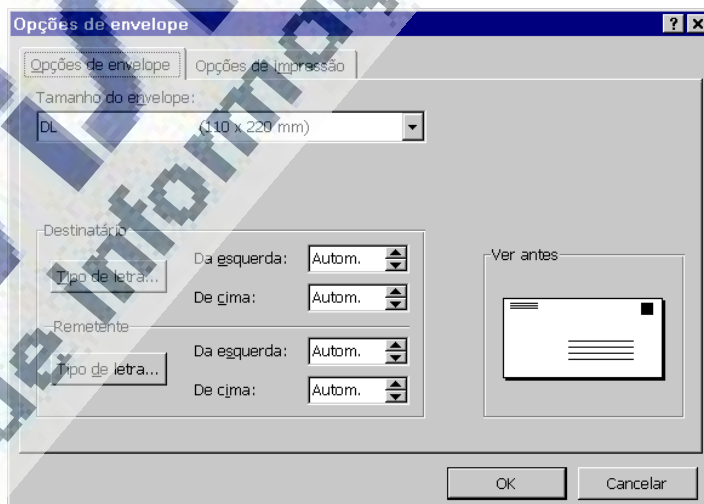 Opções de envelope
Opções de envelope
Opções de impressão
Tamanho do envelope:
DL (110 x 220 mm)
Destinatário
Tipo de letra...
Da esquerda: Autom.
De cima: Autom.
Remetente
Tipo de letra...
Da esquerda: Autom.
De cima: Autom.
Ver antes
OK
Cancelar